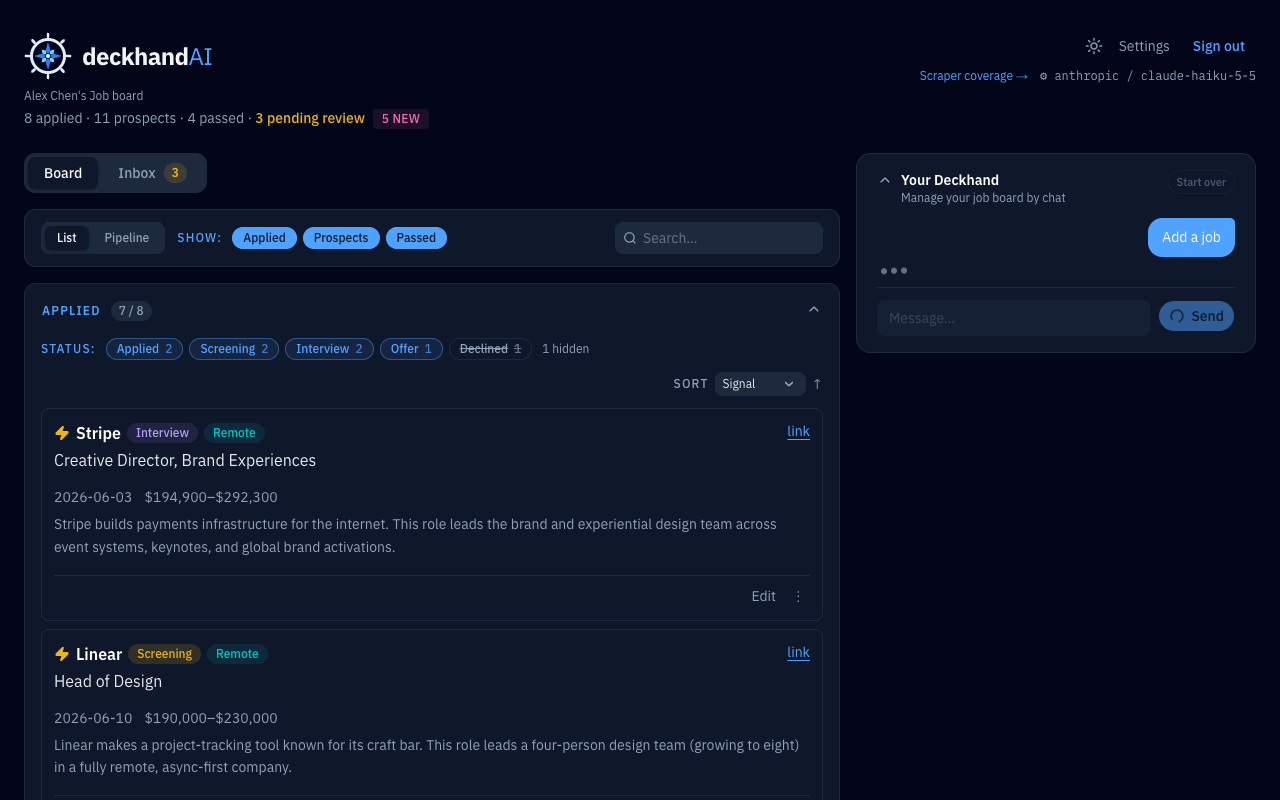 deckhandAI
Settings
Sign out
Scraper coverage →
⚙ anthropic / claude-haiku-5-5
Alex Chen's Job board
8 applied · 11 prospects · 4 passed · 3 pending review 5 NEW
Board
Inbox 3
List
Pipeline
SHOW:
Applied
Prospects
Passed
Search...
APPLIED 7 / 8
STATUS:
Applied 2
Screening 2
Interview 2
Offer 1
Declined 1
1 hidden
SORT
Signal
↑
Stripe Interview Remote
link
Creative Director, Brand Experiences
2026-06-03 $194,900–$292,300
Stripe builds payments infrastructure for the internet. This role leads the brand and experiential design team across
event systems, keynotes, and global brand activations.
Edit ⋮
Linear Screening Remote
link
Head of Design
2026-06-10 $190,000–$230,000
Linear makes a project-tracking tool known for its craft bar. This role leads a four-person design team (growing to eight)
in a fully remote, async-first company.
Your Deckhand
Start over
Manage your job board by chat
Add a job
Message...
Send